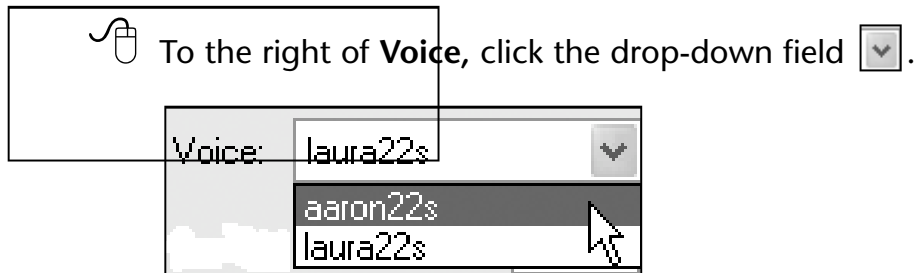 To the right of Voice, click the drop-down field .
Voice: laura22s
aaron22s
laura22s